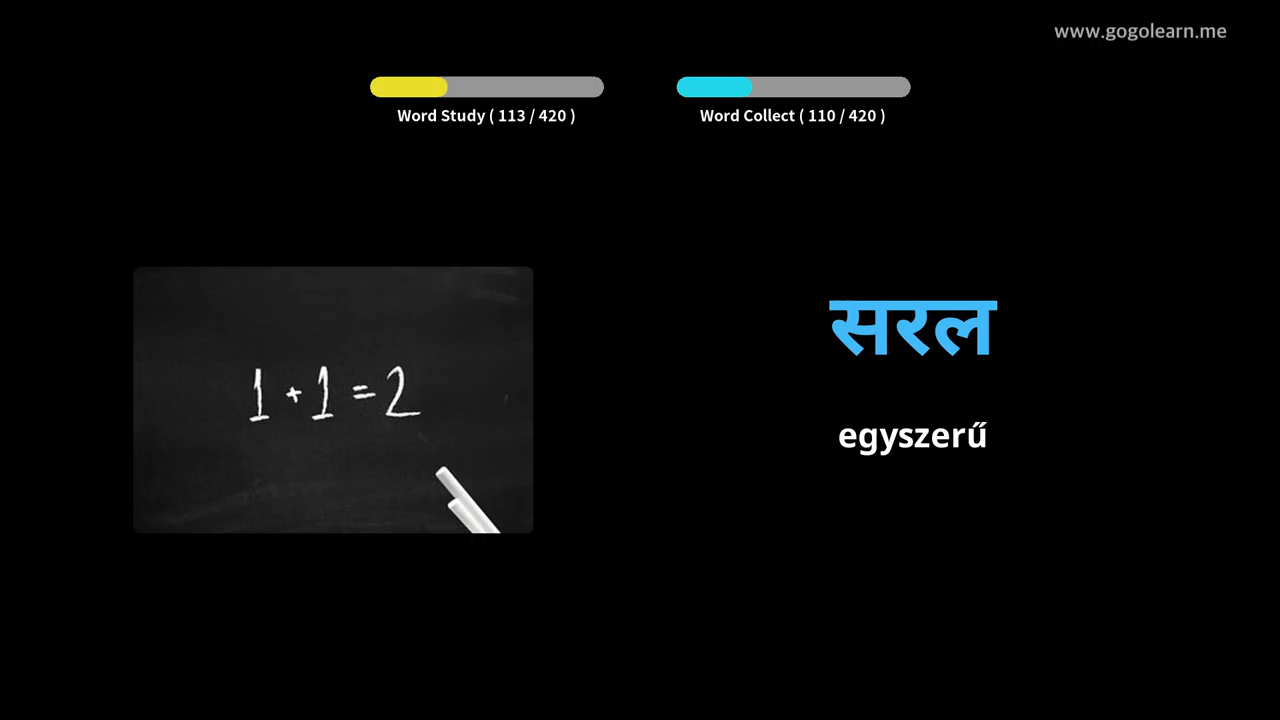 www.gogolearn.me
Word Study ( 113 / 420 )
Word Collect ( 110 / 420 )
1 + 1 = 2
सरल
egyszerű